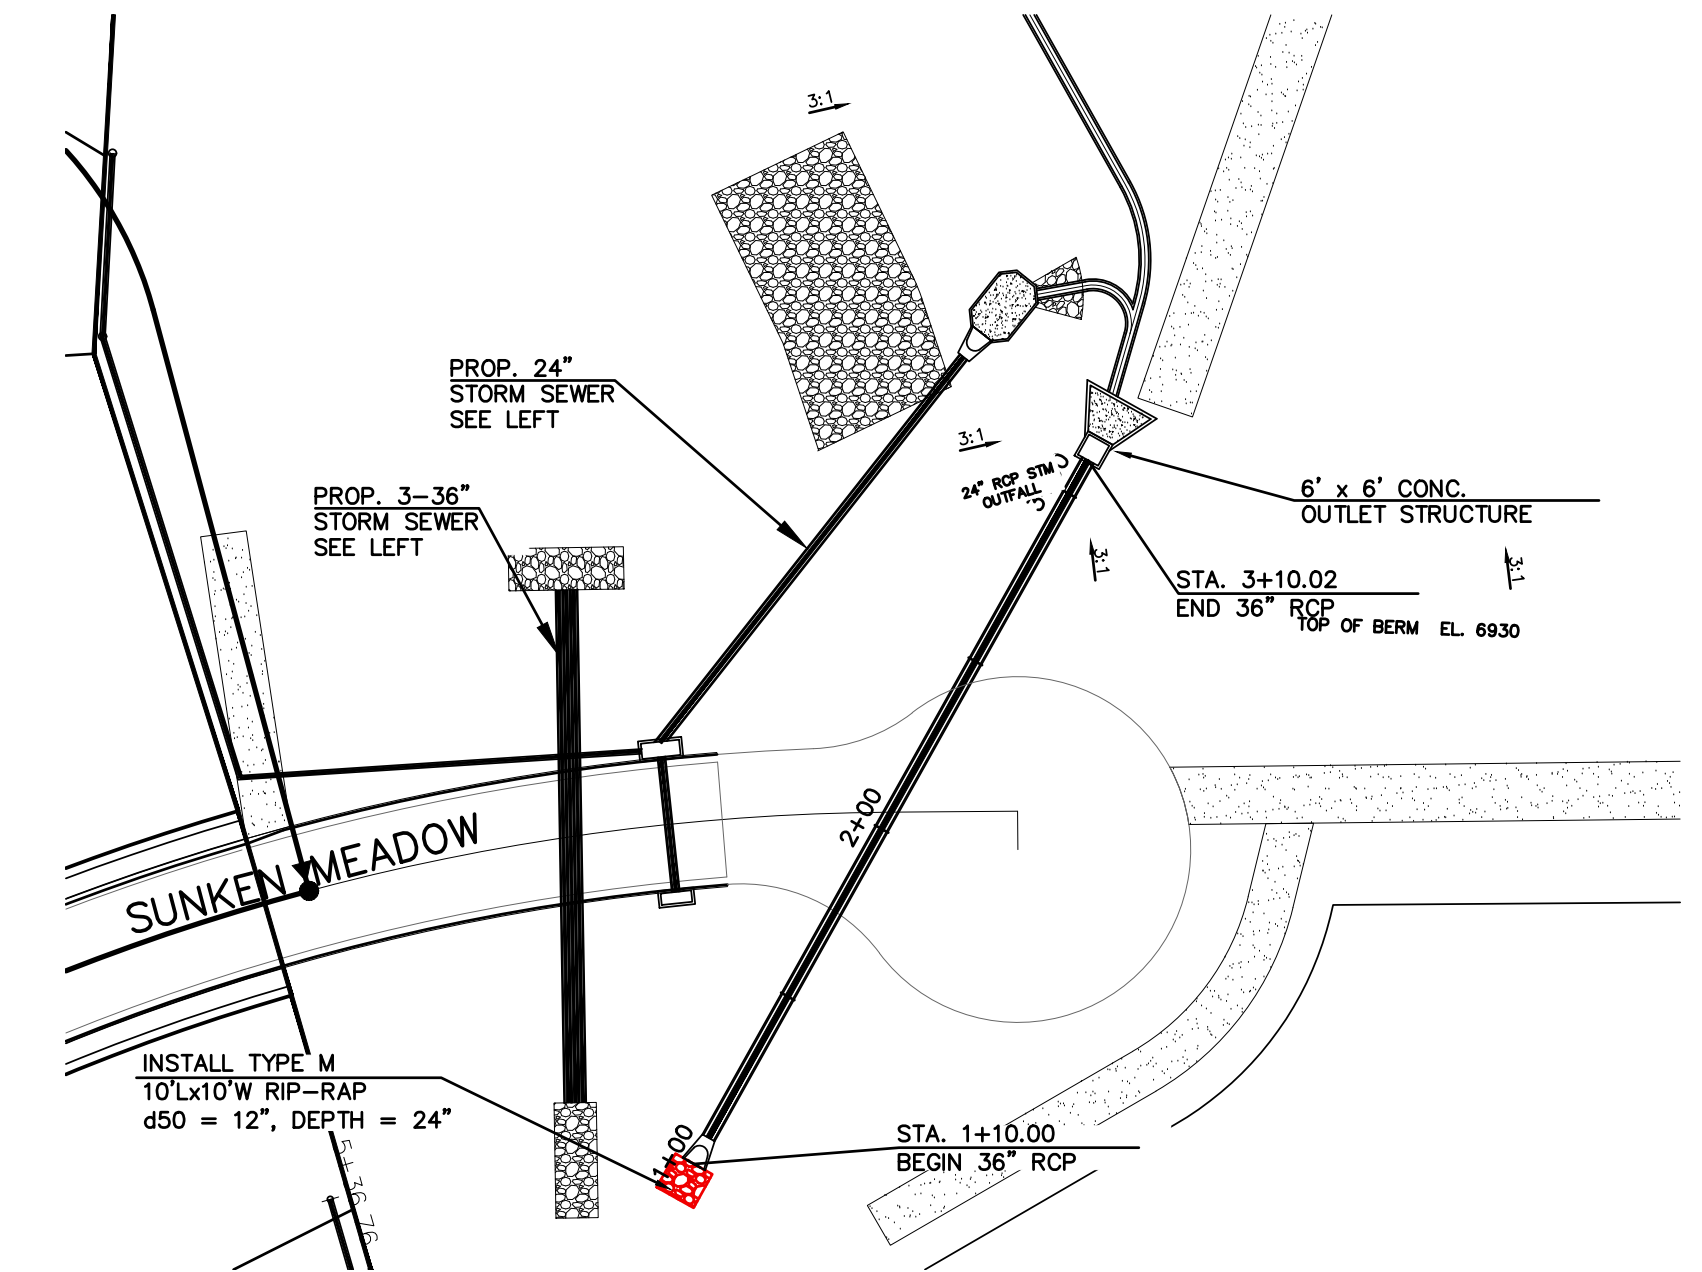 3:1
PROP. 24"
STORM SEWER
SEE LEFT
3:1
24" RCP STM
OUTFALL
PROP. 3-36"
STORM SEWER
SEE LEFT
6' x 6' CONC.
OUTLET STRUCTURE
3:1
3:1
STA. 3+10.02
END 36" RCP
TOP OF BERM EL. 6930
2+00
SUNKEN MEADOW
INSTALL TYPE M
10'Lx10'W RIP-RAP
d50 = 12", DEPTH = 24"
1+00
STA. 1+10.00
BEGIN 36" RCP
5+36.76